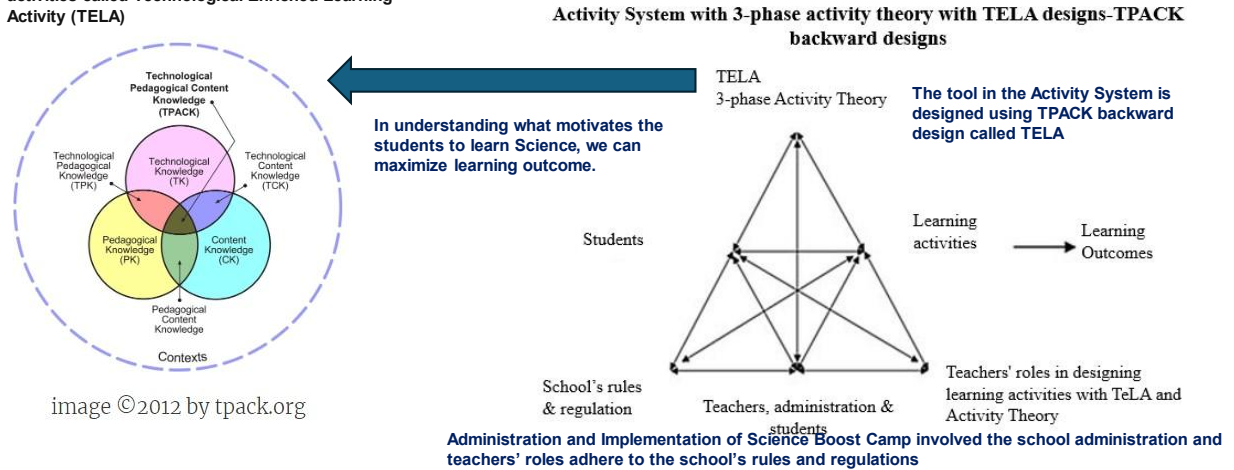 Activity (TELA)
Technological
Pedagogical Content
Knowledge
(TPACK)
Technological
Pedagogical
Knowledge
(TPK)
Technological
Knowledge
(TK)
Technological
Content
Knowledge
(TCK)
Pedagogical
Knowledge
(PK)
Content
Knowledge
(CK)
Pedagogical
Content
Knowledge
Contexts
image ©2012 by tpack.org
In understanding what motivates the
students to learn Science, we can
maximize learning outcome.
Activity System with 3-phase activity theory with TELA designs-TPACK
backward designs
TELA
3-phase Activity Theory
The tool in the Activity System is
designed using TPACK backward
design called TELA
Students
Learning
activities
Learning
Outcomes
School's rules
& regulation
Teachers, administration &
students
Teachers' roles in designing
learning activities with TeLA and
Activity Theory
Administration and Implementation of Science Boost Camp involved the school administration and
teachers' roles adhere to the school's rules and regulations